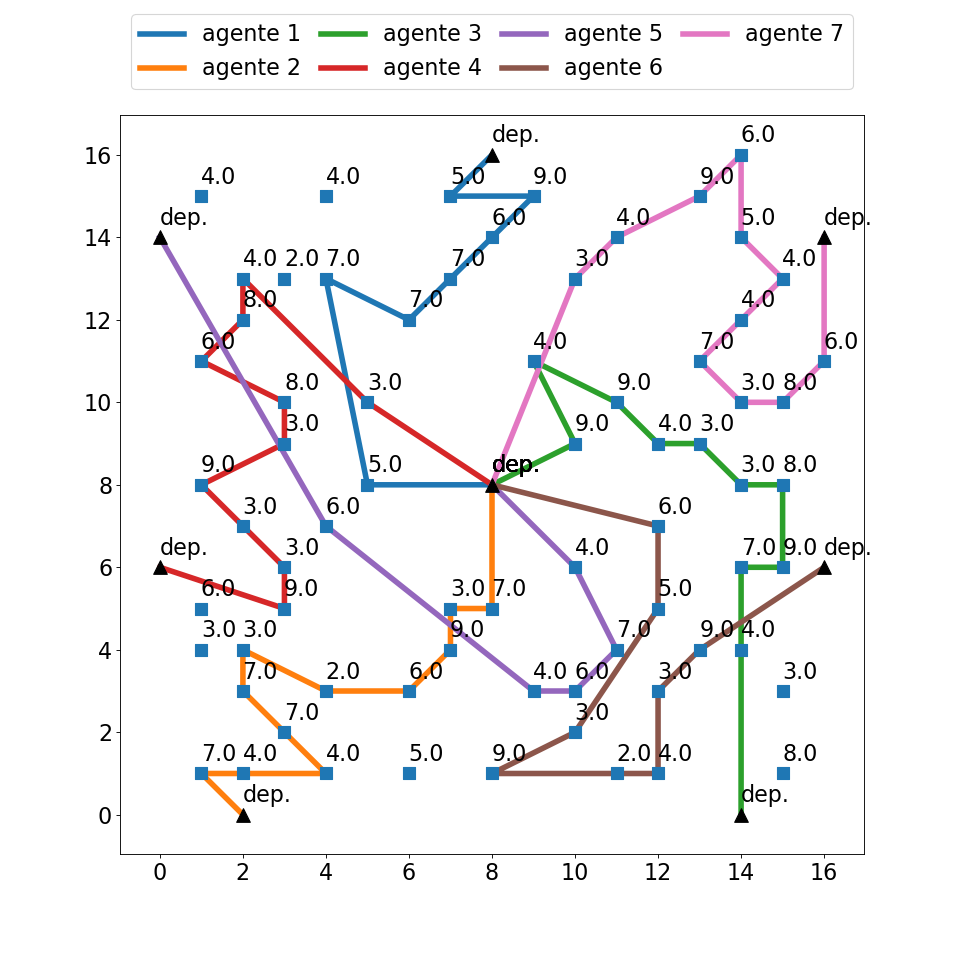 agente 1 agente 3 agente 5 agente 7
agente 2 agente 4 agente 6
dep. 6.0
16
4.0 4.0 5.0 9.0 9.0
dep. 6.0 4.0 5.0 dep.
14
4.0 2.0 7.0 7.0 3.0 4.0
8.0 7.0 4.0
12
6.0 4.0 7.0 6.0
8.0 3.0 9.0 3.0 8.0
10
3.0 9.0 4.0 3.0
9.0 5.0 dep. 3.0 8.0
8
3.0 6.0 6.0
dep. 3.0 4.0 7.0 9.0 dep.
6
6.0 9.0 3.0 7.0 5.0
3.0 3.0 9.0 7.0 9.0 4.0
4
7.0 2.0 6.0 4.0 6.0 3.0 3.0
7.0 3.0
2
7.0 4.0 4.0 5.0 9.0 2.0 4.0 8.0
dep. dep.
0
0 2 4 6 8 10 12 14 16